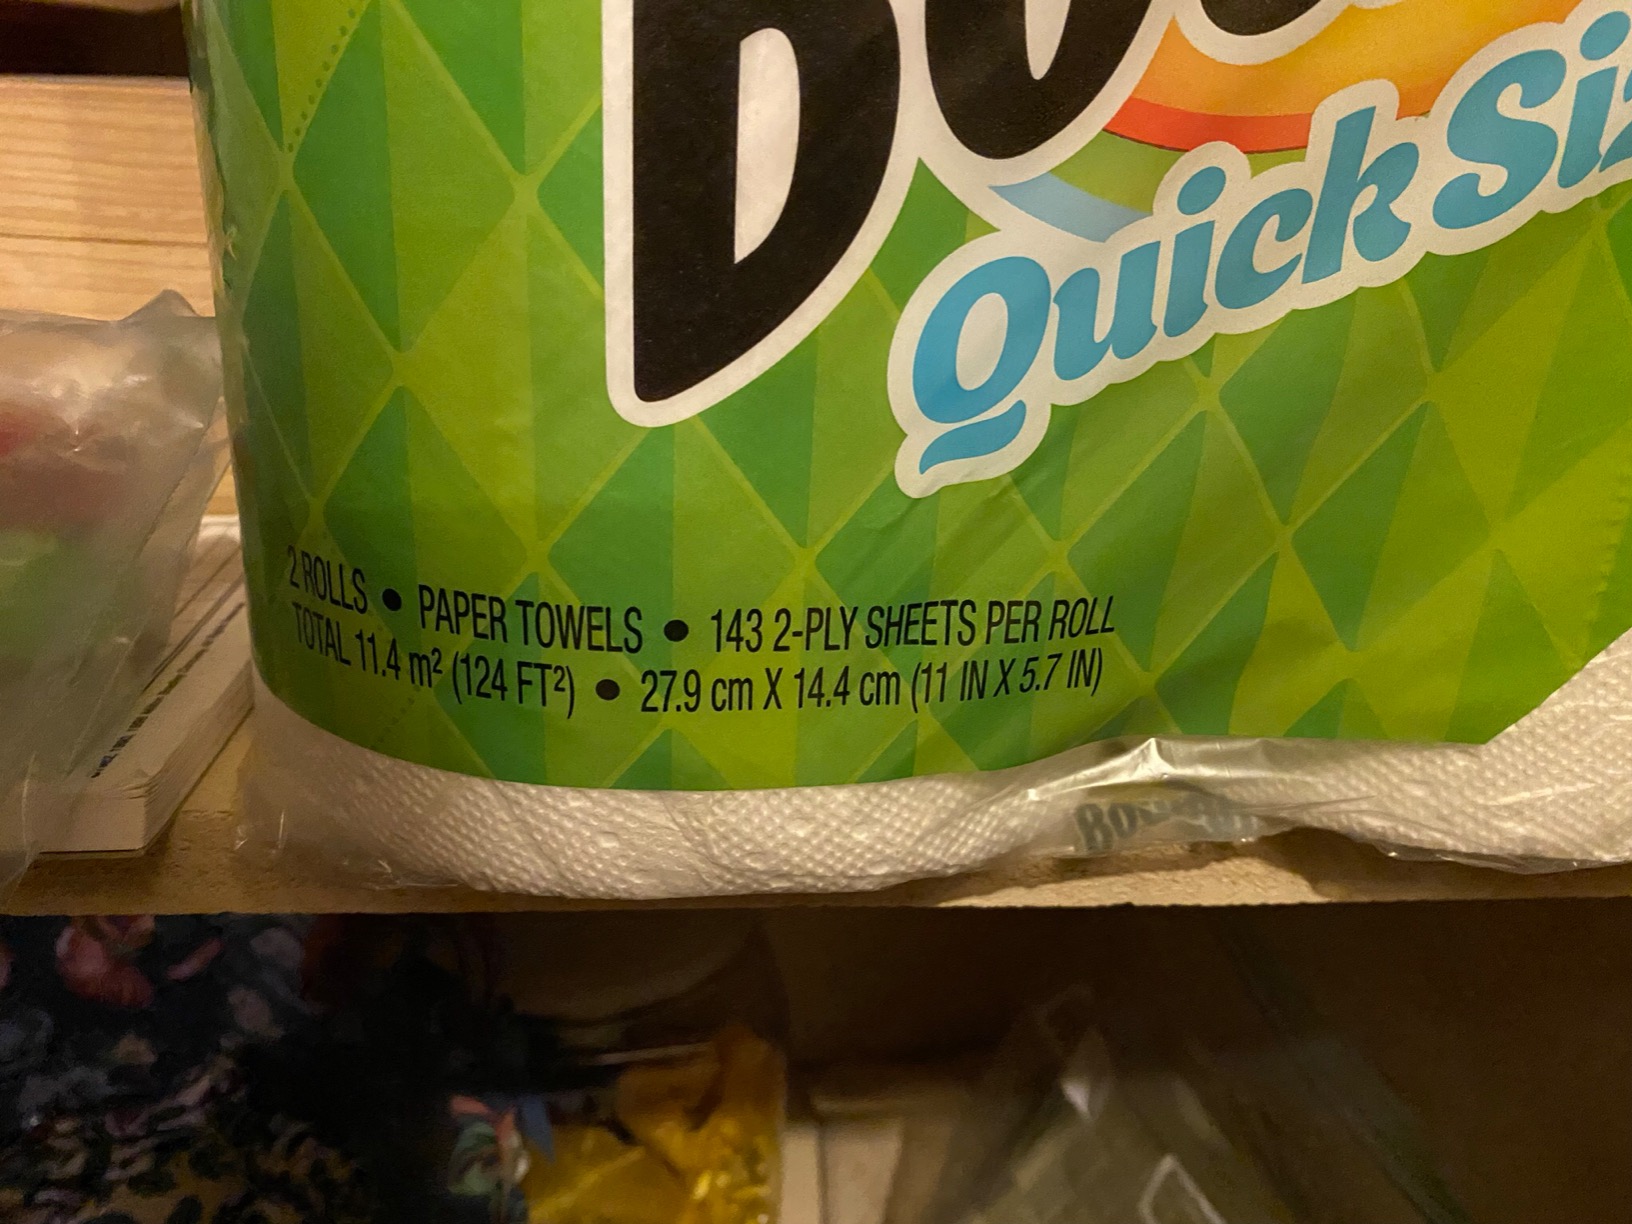 Quick
2 ROLLS • PAPER TOWELS • 143 2-PLY SHEETS PER ROLL
TOTAL 11.4 m² (124 FT²) • 27.9 cm X 14.4 cm (11 IN X 5.7 IN)